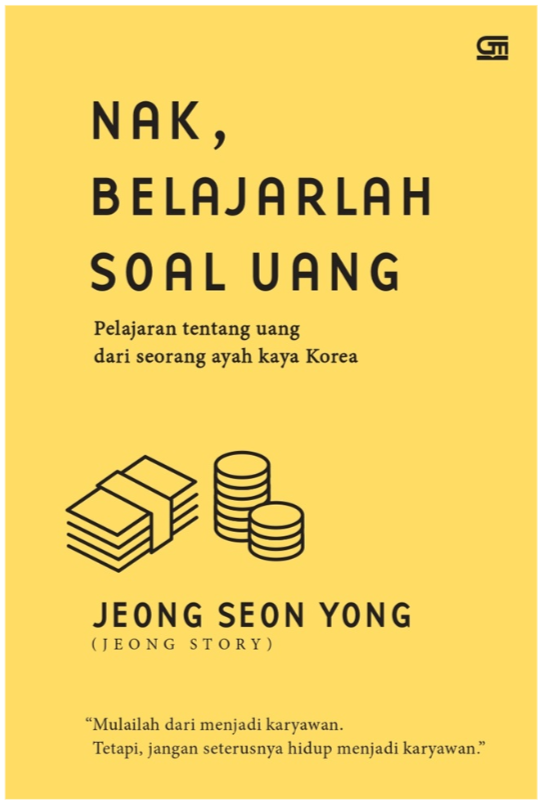 NAK,
BELAJARLAH
SOAL UANG
Pelajaran tentang uang
dari seorang ayah kaya Korea
JEONG SEON YONG
(JEONG STORY)
“Mulailah dari menjadi karyawan.
Tetapi, jangan seterusnya hidup menjadi karyawan.”